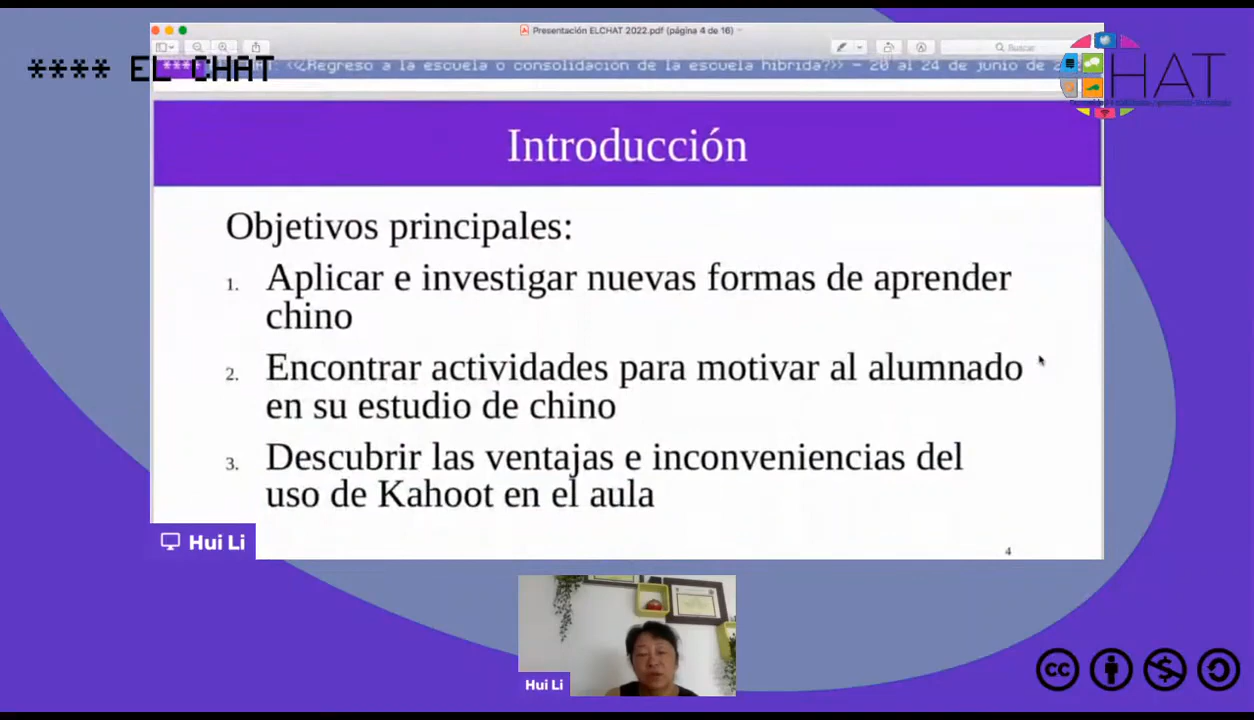 Presentación ELCHAT 2022.pdf (página 4 de 16)
Buscar
**** EL CHAT
«¿Regreso a la escuela o consolidación de la escuela híbrida?» - 20 al 24 de junio de
HAT
Introducción
Objetivos principales:
1. Aplicar e investigar nuevas formas de aprender
chino
2. Encontrar actividades para motivar al alumnado
en su estudio de chino
3. Descubrir las ventajas e inconveniencias del
uso de Kahoot en el aula
4
Hui Li
Hui Li
cc